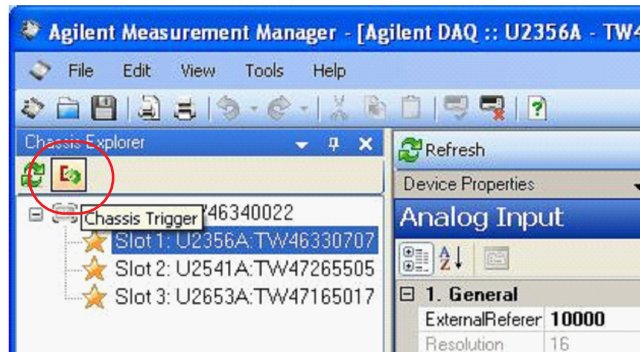 Agilent Measurement Manager - [Agilent DAQ :: U2356A - TW4
File Edit View Tools Help
Chassis Explorer
Refresh
Device Properties
Chassis Trigger W46340022
Analog Input
Slot 1: U2356A:TW46330707
Slot 2: U2541A:TW47265505
Slot 3: U2653A:TW47165017
1. General
ExternalReferer 10000
Resolution 16